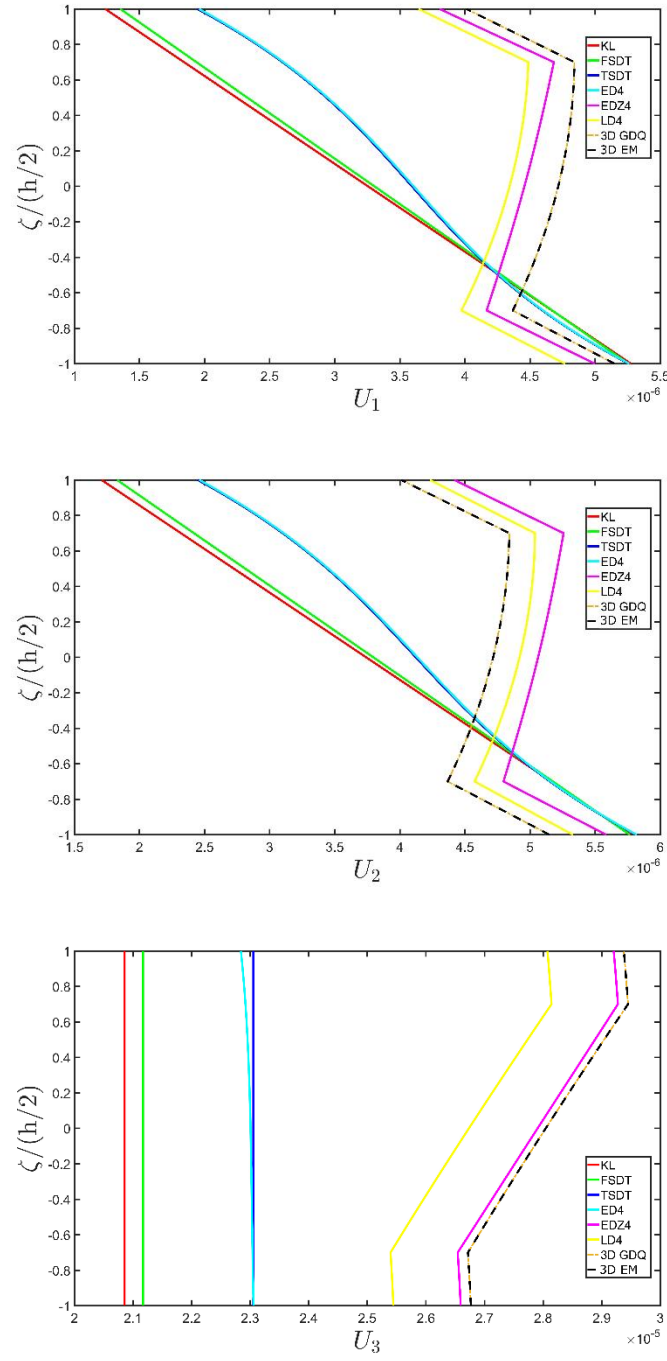 1
0.8
0.6
0.4
0.2
0
-0.2
-0.4
-0.6
-0.8
-1
ζ/(h/2)
KL
FSDT
TSDT
ED4
EDZ4
LD4
3D GDQ
3D EM
1 1.5 2 2.5 3 3.5 4 4.5 5 5.5
U₁
×10⁻⁶
1
0.8
0.6
0.4
0.2
0
-0.2
-0.4
-0.6
-0.8
-1
ζ/(h/2)
KL
FSDT
TSDT
ED4
EDZ4
LD4
3D GDQ
3D EM
1.5 2 2.5 3 3.5 4 4.5 5 5.5 6
U₂
×10⁻⁶
1
0.8
0.6
0.4
0.2
0
-0.2
-0.4
-0.6
-0.8
-1
ζ/(h/2)
KL
FSDT
TSDT
ED4
EDZ4
LD4
3D GDQ
3D EM
2 2.1 2.2 2.3 2.4 2.5 2.6 2.7 2.8 2.9 3
U₃
×10⁻⁵